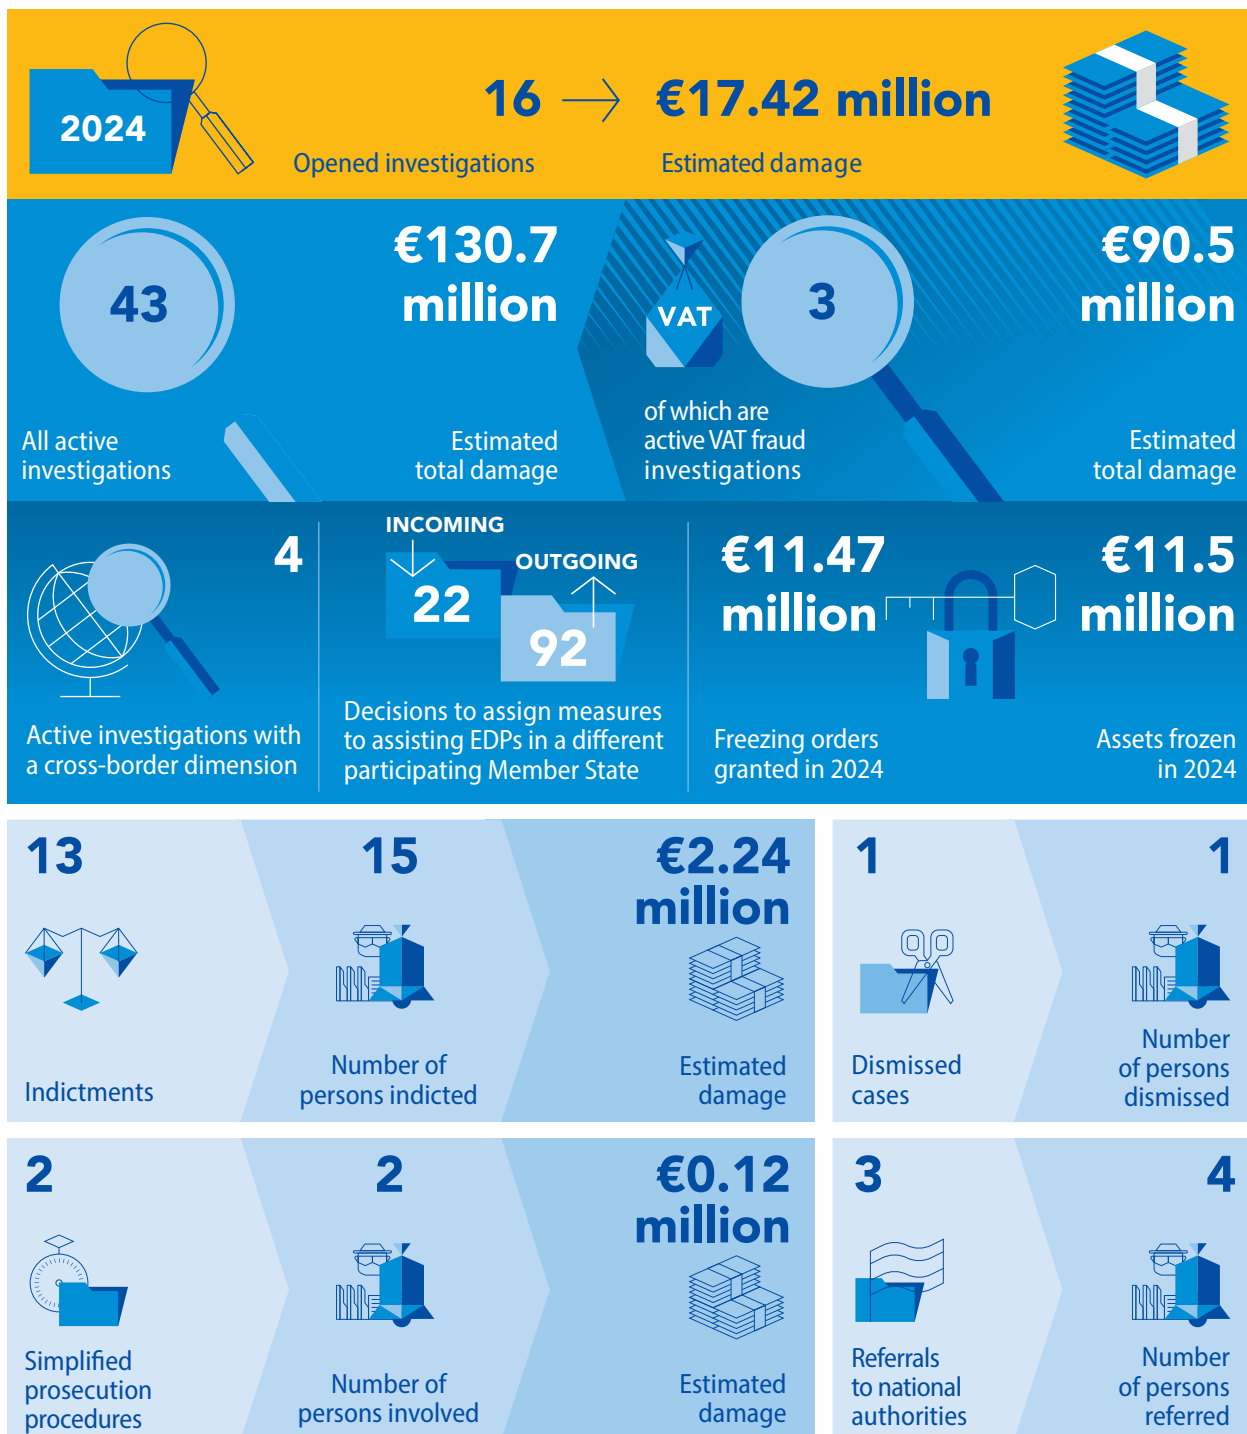 2024
16
€17.42 million
Opened investigations
Estimated damage
43
€130.7
million
All active
investigations
Estimated
total damage
VAT
3
€90.5
million
of which are
active VAT fraud
investigations
Estimated
total damage
4
Active investigations with
a cross-border dimension
INCOMING
22
OUTGOING
92
Decisions to assign measures
to assisting EDPs in a different
participating Member State
€11.47
million
Freezing orders
granted in 2024
€11.5
million
Assets frozen
in 2024
13
Indictments
15
Number of
persons indicted
€2.24
million
Estimated
damage
1
Dismissed
cases
1
Number
of persons
dismissed
2
Simplified
prosecution
procedures
2
Number of
persons involved
€0.12
million
Estimated
damage
3
Referrals
to national
authorities
4
Number
of persons
referred